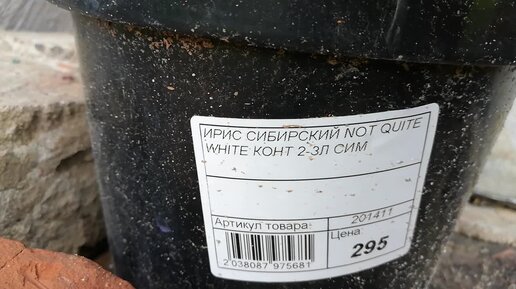 ИРИС СИБИРСКИЙ NOT QUITE
WHITE КОНТ 2-3Л СИМ
Артикул товара: 201411
Цена
295
2 038087 975681